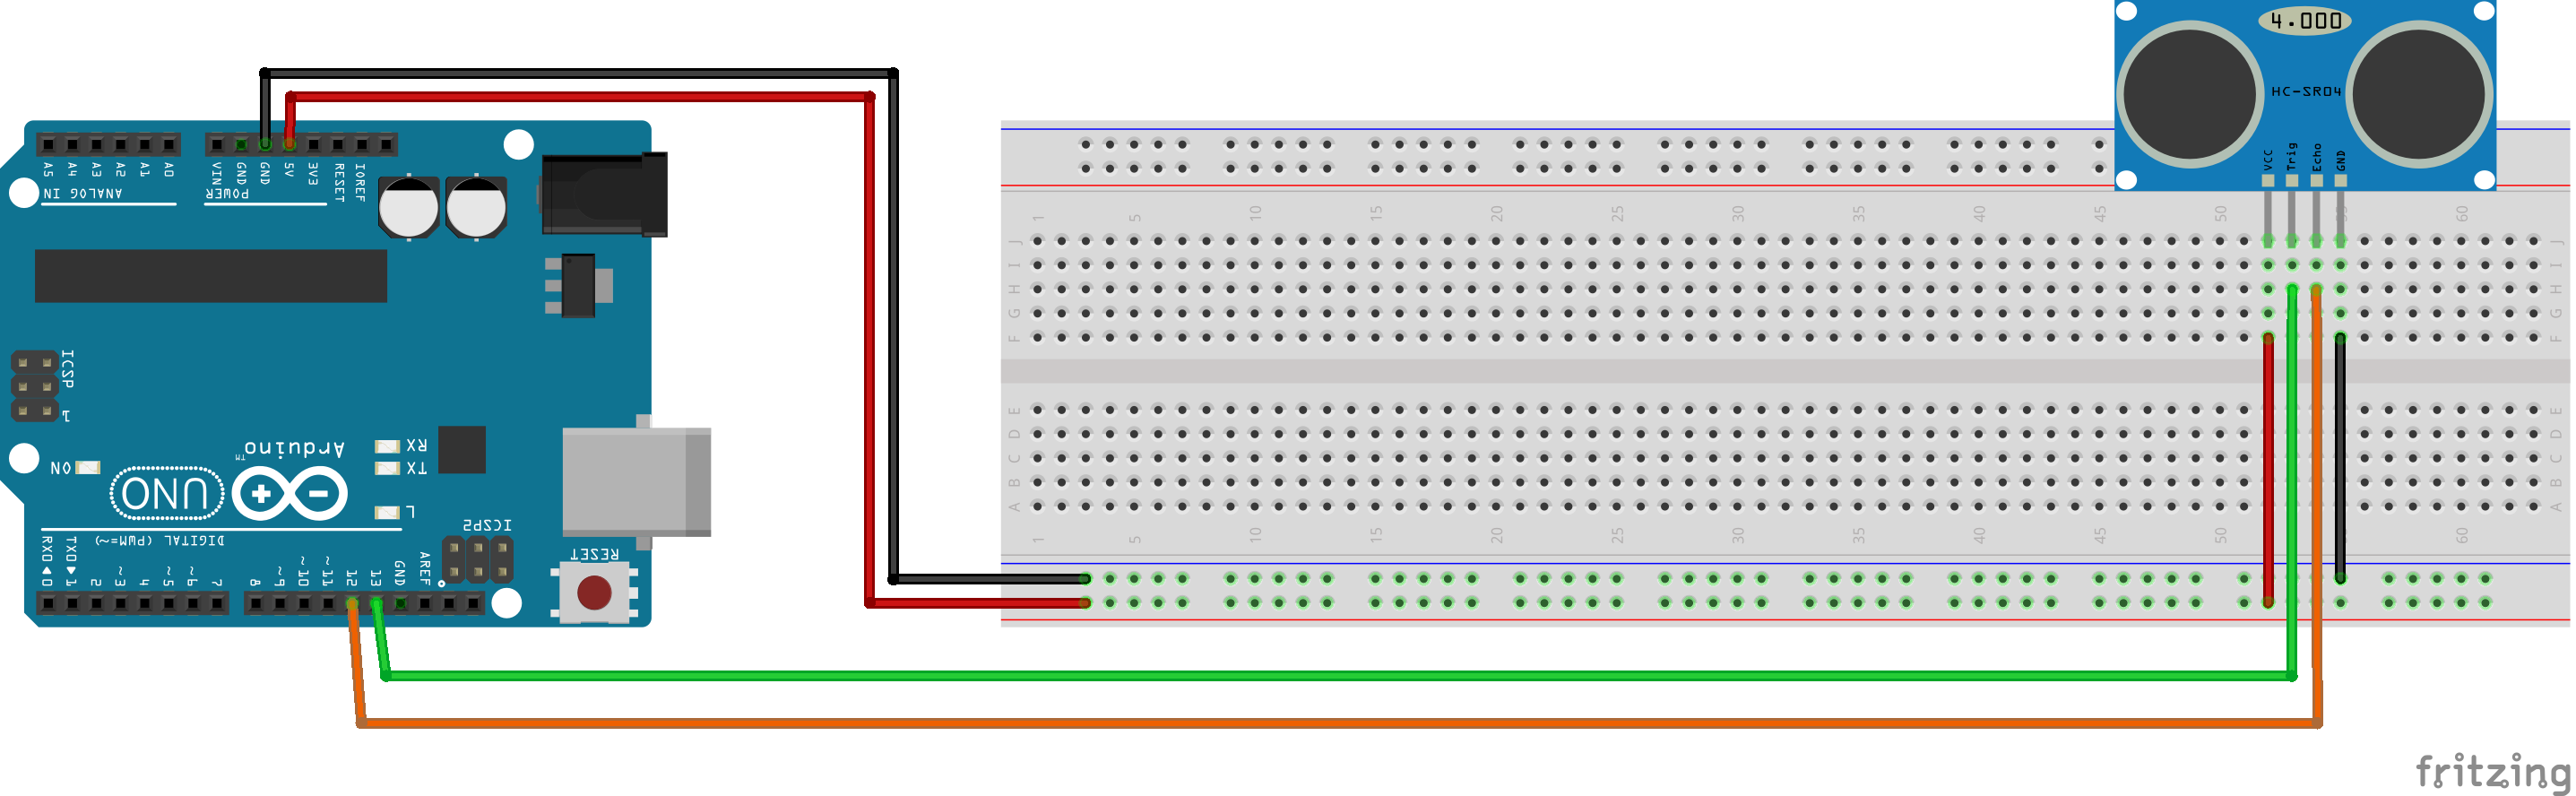 4.000
HC-SR04
VCC
Trig
Echo
GND
A5
A4
A3
A2
A1
A0
VIN
GND
GND
5V
3V3
RESET
IOREF
ANALOG IN
POWER
ICSP
1
Arduino
TM
ON
UNO
RX
TX
L
ICSP2
RESET
DIGITAL (PWM=~)
RX0 ◄ 0
TX0 ► 1
2
~3
4
~5
~6
7
8
~9
~10
~11
12
13
GND
AREF
1 5 10 15 20 25 30 35 40 45 50 55 60
J J
I I
H H
G G
F F
E E
D D
C C
B B
A A
1 5 10 15 20 25 30 35 40 45 50 60
fritzing